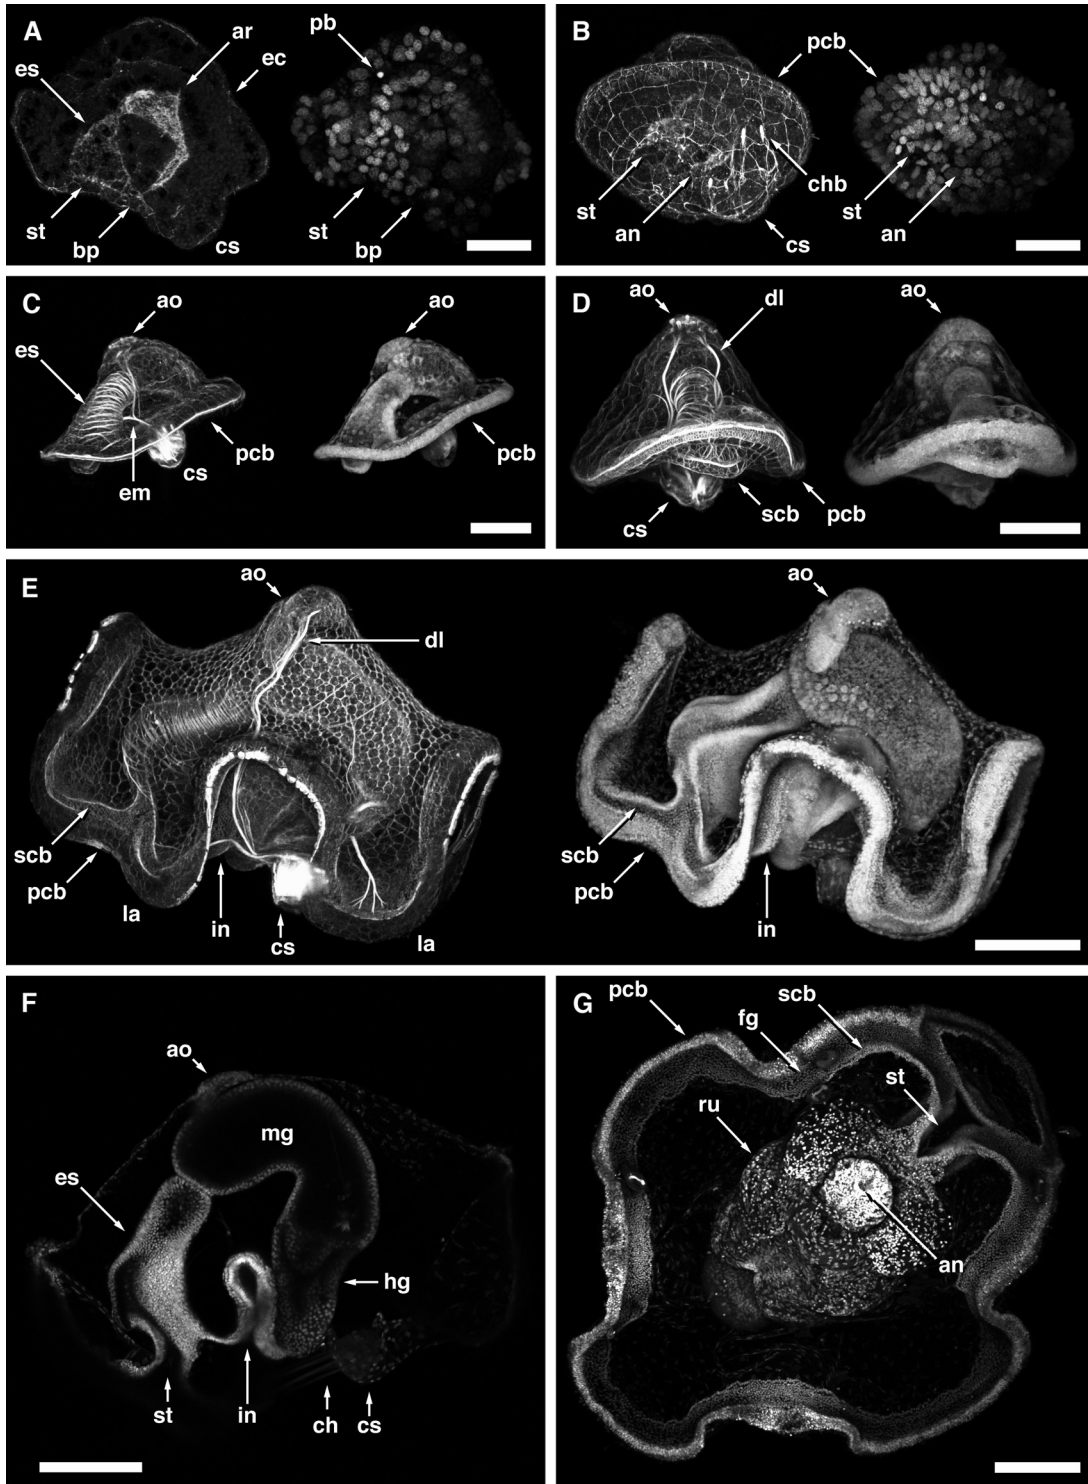 A
ar
pb
ec
es
st
bp
cs
st
bp
B
pcb
chb
st
an
cs
st
an
C
ao
ao
es
pcb
cs
em
pcb
D
ao
dl
ao
scb
pcb
cs
E
ao
ao
dl
scb
pcb
la
in
cs
la
scb
pcb
in
F
ao
mg
es
hg
st
in
ch
cs
pcb
scb
G
fg
st
ru
an